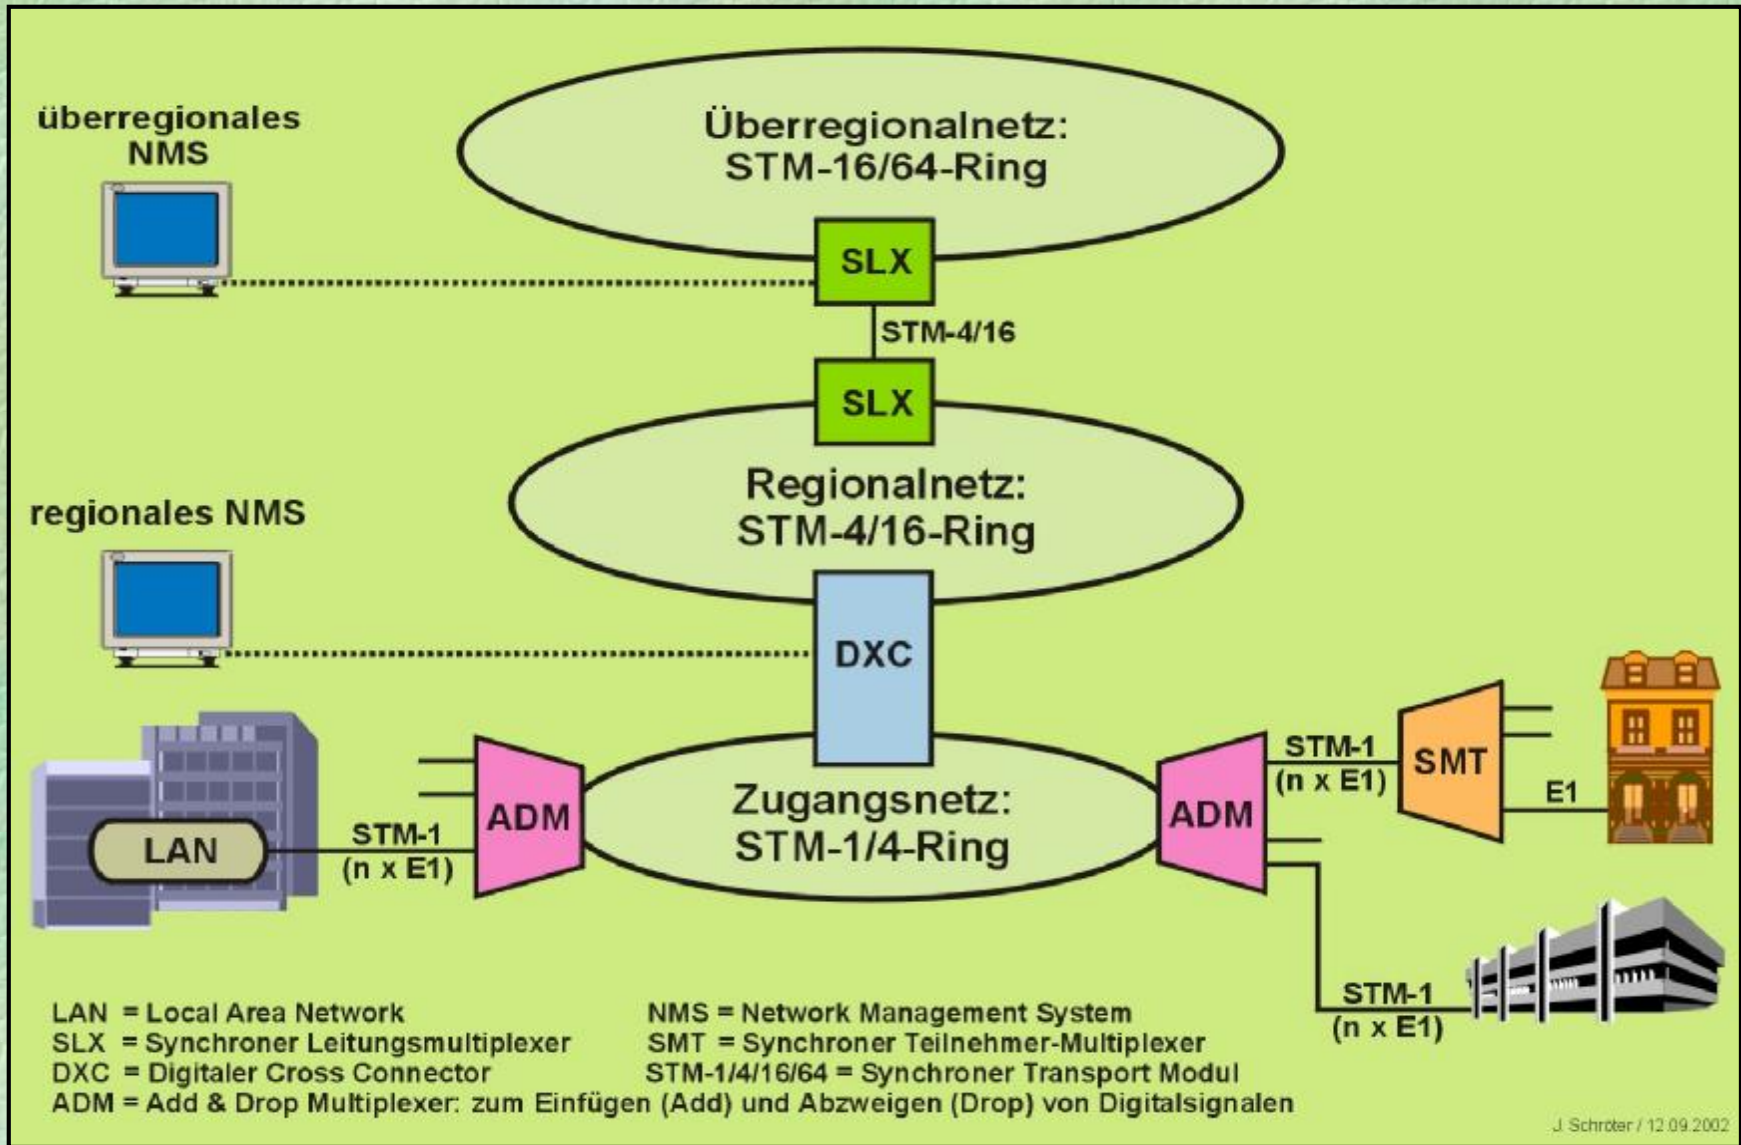 überregionales
NMS
Überregionalnetz:
STM-16/64-Ring
SLX
STM-4/16
SLX
Regionalnetz:
STM-4/16-Ring
regionales NMS
DXC
Zugangsnetz:
STM-1/4-Ring
LAN
STM-1
(n x E1)
ADM
ADM
STM-1
(n x E1)
SMT
E1
STM-1
(n x E1)
LAN = Local Area Network
SLX = Synchroner Leitungsmultiplexer
DXC = Digitaler Cross Connector
ADM = Add & Drop Multiplexer: zum Einfügen (Add) und Abzweigen (Drop) von Digitalsignalen
NMS = Network Management System
SMT = Synchroner Teilnehmer-Multiplexer
STM-1/4/16/64 = Synchroner Transport Modul
J. Schröter / 12.09.2002